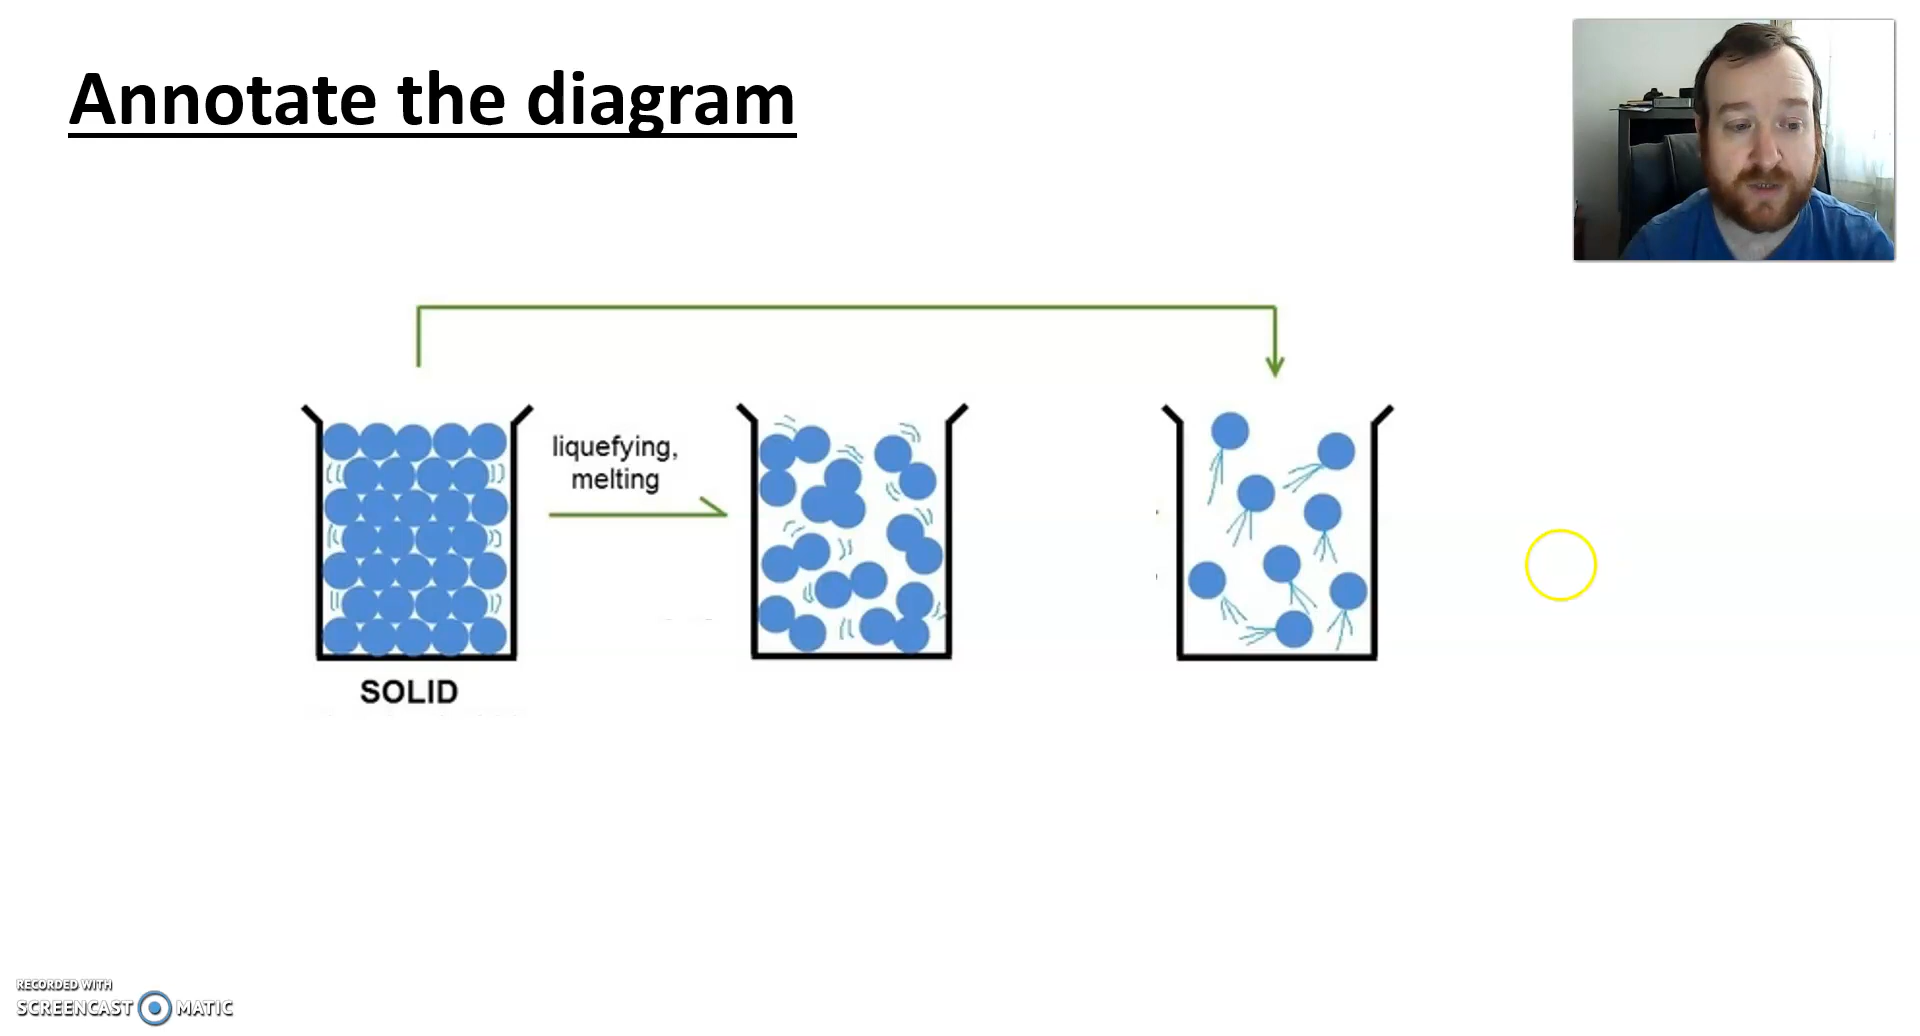 Annotate the diagram
liquefying,
melting
SOLID
RECORDED WITH
SCREENCAST MATIC